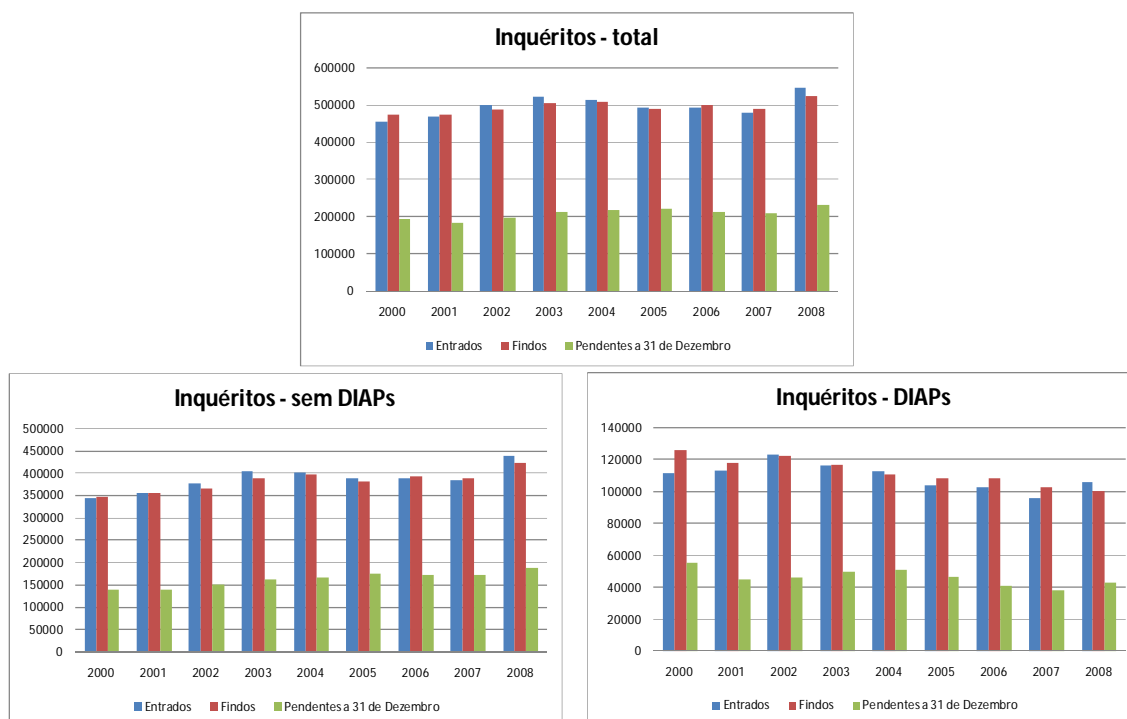 Inquéritos - total
600000
500000
400000
300000
200000
100000
0
2000 2001 2002 2003 2004 2005 2006 2007 2008
Entrados Findos Pendentes a 31 de Dezembro
Inquéritos - sem DIAPs
500000
450000
400000
350000
300000
250000
200000
150000
100000
50000
0
2000 2001 2002 2003 2004 2005 2006 2007 2008
Entrados Findos Pendentes a 31 de Dezembro
Inquéritos - DIAPs
140000
120000
100000
80000
60000
40000
20000
0
2000 2001 2002 2003 2004 2005 2006 2007 2008
Entrados Findos Pendentes a 31 de Dezembro